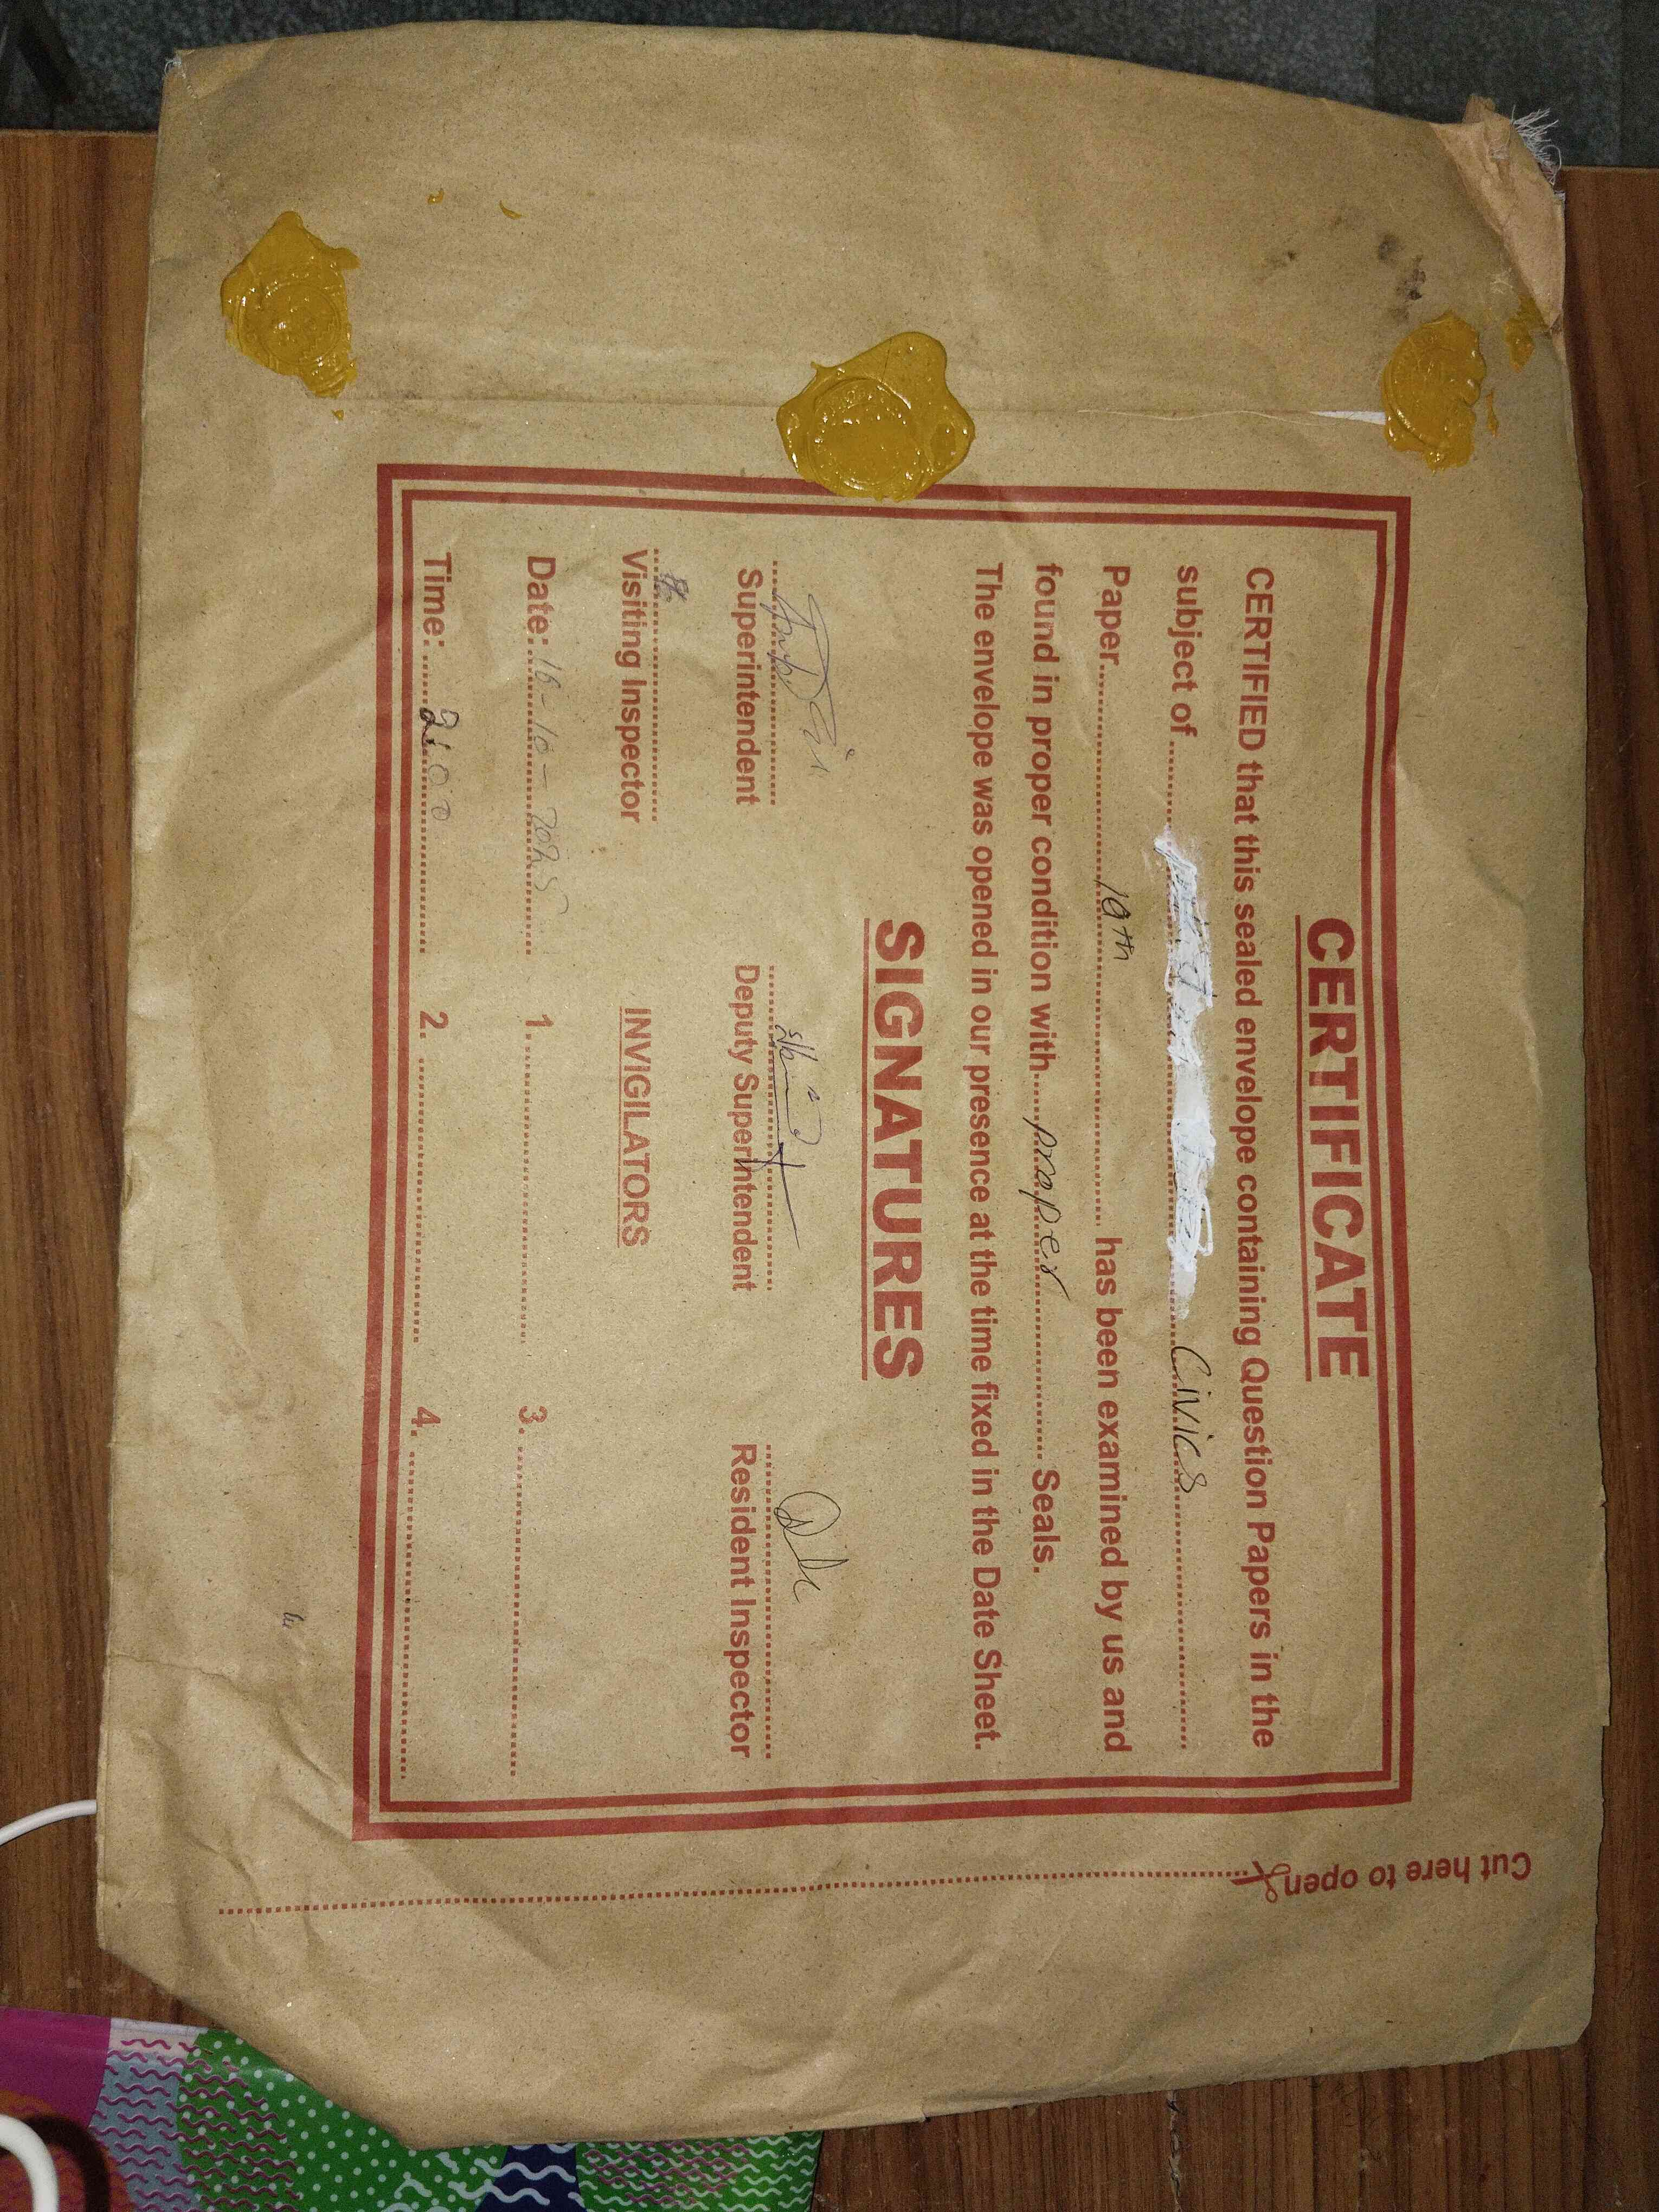 CERTIFICATE
CERTIFIED that this sealed envelope containing Question Papers in the
subject of .......... Civics ..........
Paper.......... 10th .......... has been examined by us and
found in proper condition with..... proper .......... Seals.
The envelope was opened in our presence at the time fixed in the Date Sheet.
SIGNATURES
Superintendent Deputy Superintendent Resident Inspector
Visiting Inspector INVIGILATORS
Date: 16-10-2025 1. .......... 3. ..........
Time: ..... 2:00 .......... 2. .......... 4. ..........
Cut here to open